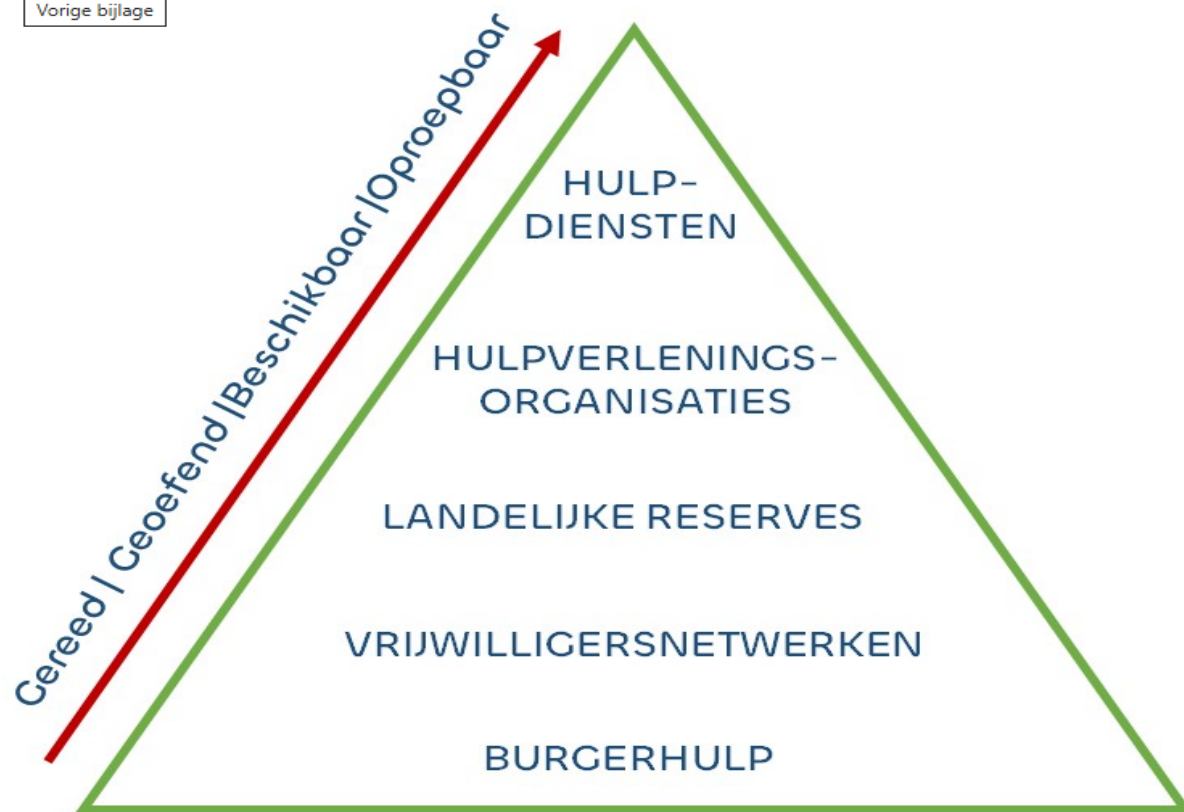 Vorige bijlage
Gereed | Geoefend |Beschikbaar |Oproepbaar
HULP-
DIENSTEN
HULPVERLENINGS-
ORGANISATIES
LANDELIJKE RESERVES
VRIJWILLIGERSNETWERKEN
BURGERHULP